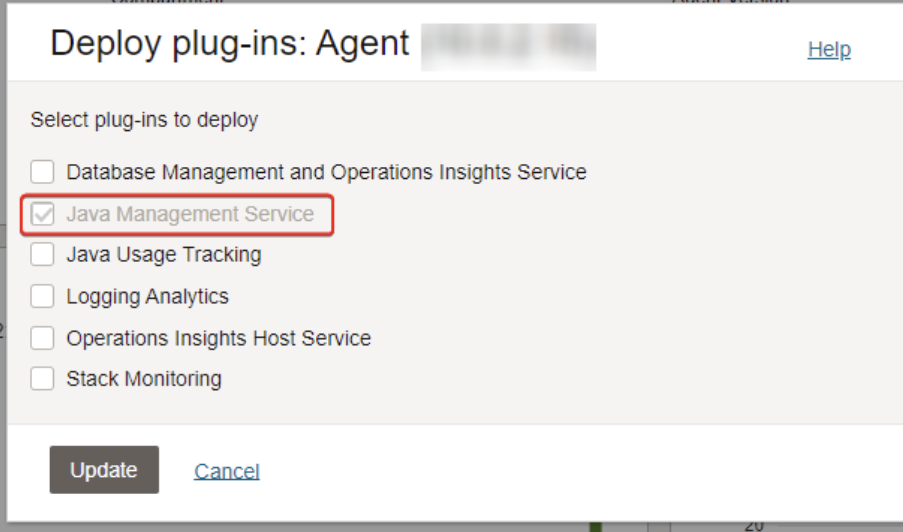 Deploy plug-ins: Agent
Help
Select plug-ins to deploy
Database Management and Operations Insights Service
Java Management Service
Java Usage Tracking
Logging Analytics
Operations Insights Host Service
Stack Monitoring
Update
Cancel
20